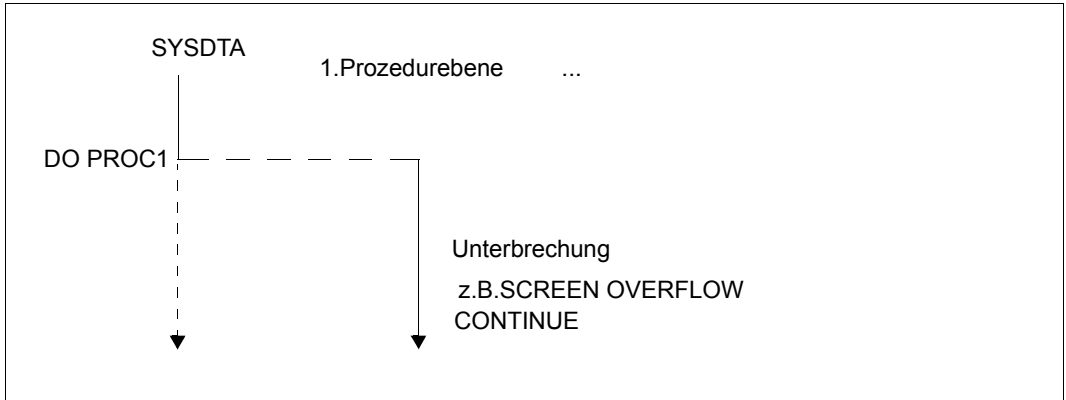 SYSDTA
1.Prozedurebene ...
DO PROC1
Unterbrechung
z.B.SCREEN OVERFLOW
CONTINUE